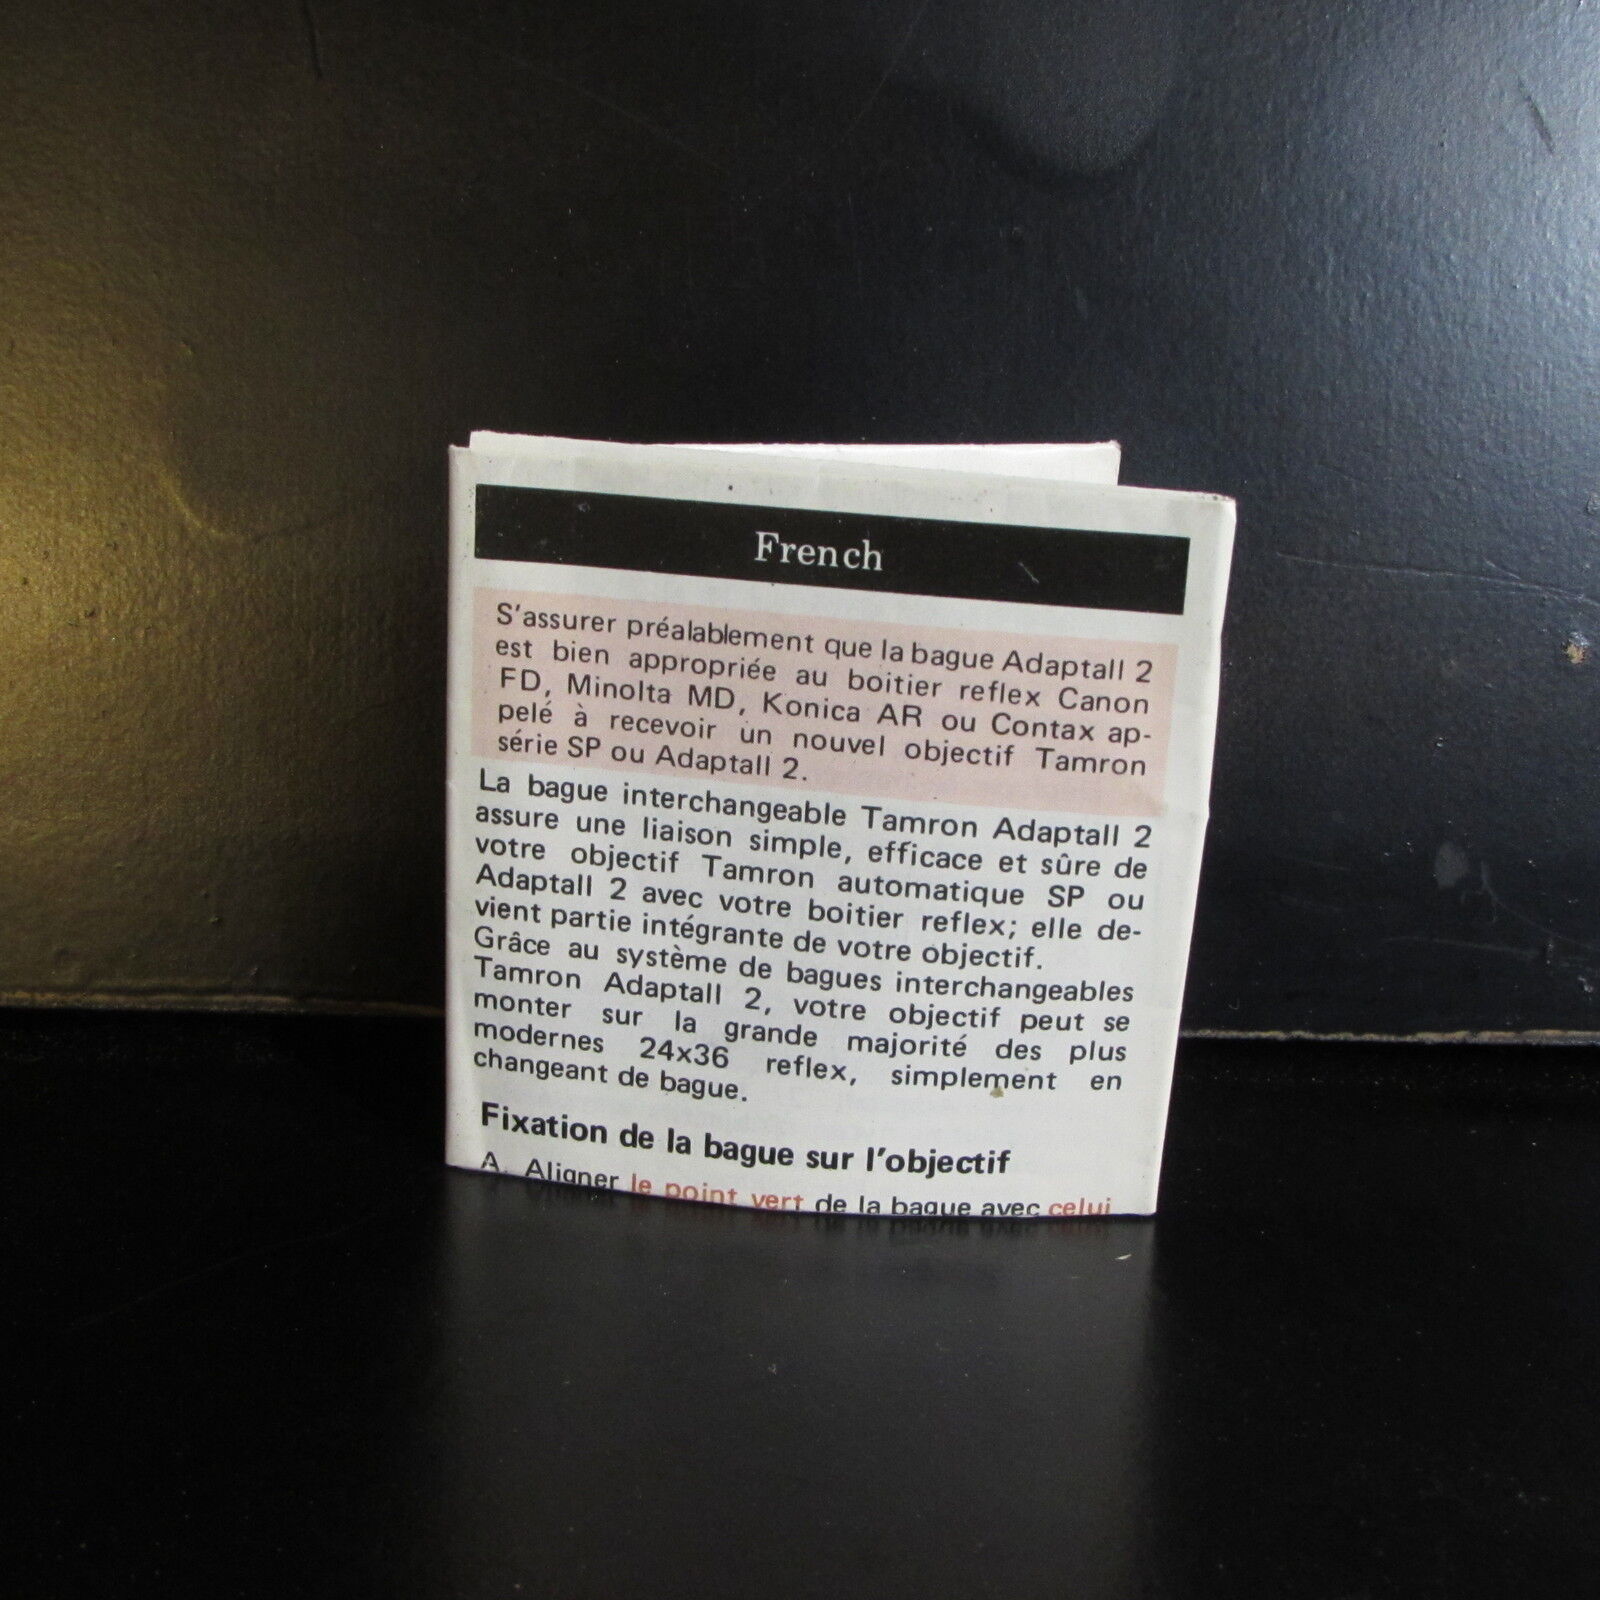 French
S'assurer préalablement que la bague Adaptall 2
est bien appropriée au boitier reflex Canon
FD, Minolta MD, Konica AR ou Contax ap-
pelé à recevoir un nouvel objectif Tamron
série SP ou Adaptall 2.
La bague interchangeable Tamron Adaptall 2
assure une liaison simple, efficace et sûre de
votre objectif Tamron automatique SP ou
Adaptall 2 avec votre boitier reflex; elle de-
vient partie intégrante de votre objectif.
Grâce au système de bagues interchangeables
Tamron Adaptall 2, votre objectif peut se
monter sur la grande majorité des plus
modernes 24x36 reflex, simplement en
changeant de bague.
Fixation de la bague sur l'objectif
A. Aligner le point vert de la bague avec celui